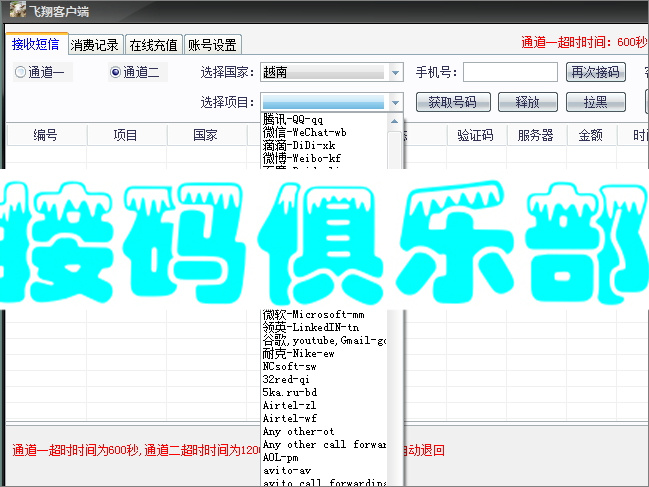 飞翔客户端
接收短信 消费记录 在线充值 账号设置
通道一超时时间：600秒
通道一 通道二 选择国家：越南 手机号： 再次接码
选择项目： 获取号码 释放 拉黑
编号 项目 国家 验证码 服务器 金额
腾讯-QQ-qq
微信-WeChat-wb
滴滴-DiDi-xk
微博-Weibo-kf
接码俱乐部
微软-Microsoft-mm
领英-LinkedIN-tn
谷歌,youtube,Gmail-go
耐克-Nike-ew
NCsoft-sw
32red-qi
5ka.ru-bd
Airtel-zl
Airtel-wf
Any other-ot
Any other call forwar
AOL-pm
avito-av
avito call forwarding
通道一超时时间为600秒,通道二超时时间为120 动退回